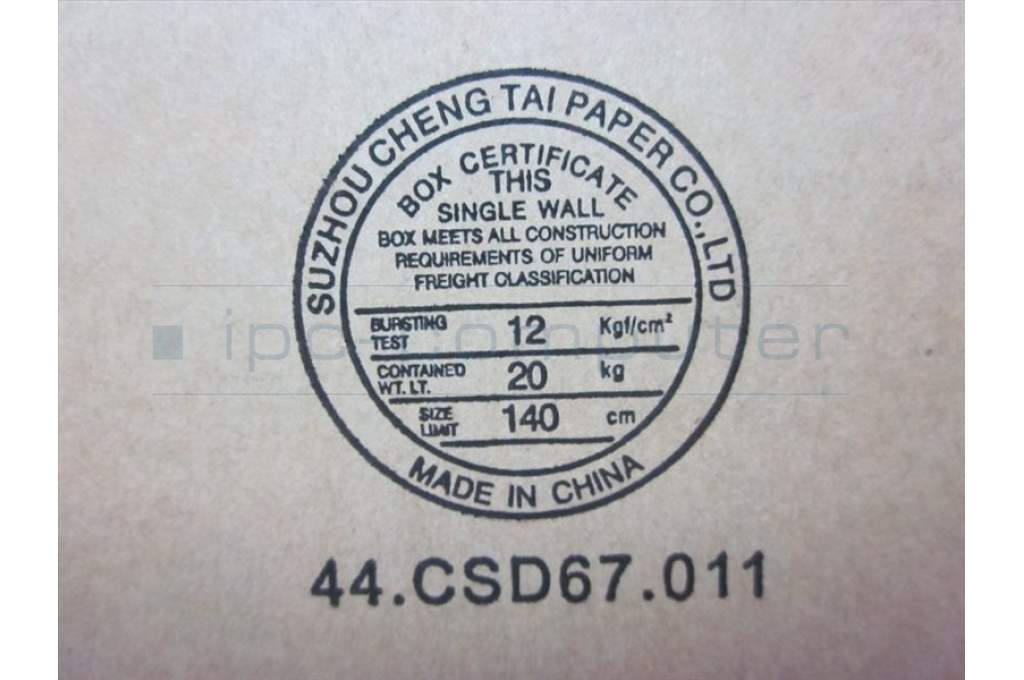 SUZHOU CHENG TAI PAPER CO.,LTD
BOX CERTIFICATE
THIS
SINGLE WALL
BOX MEETS ALL CONSTRUCTION
REQUIREMENTS OF UNIFORM
FREIGHT CLASSIFICATION
BURSTING TEST 12 Kgf/cm²
CONTAINED WT. LT. 20 kg
SIZE LIMIT 140 cm
MADE IN CHINA
44.CSD67.011
ipc-computer